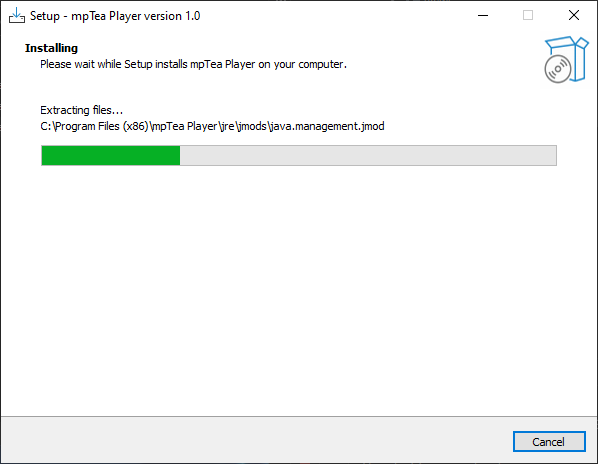 Setup - mpTea Player version 1.0
Installing
Please wait while Setup installs mpTea Player on your computer.
Extracting files...
C:\Program Files (x86)\mpTea Player\jre\jmods\java.management.jmod
Cancel